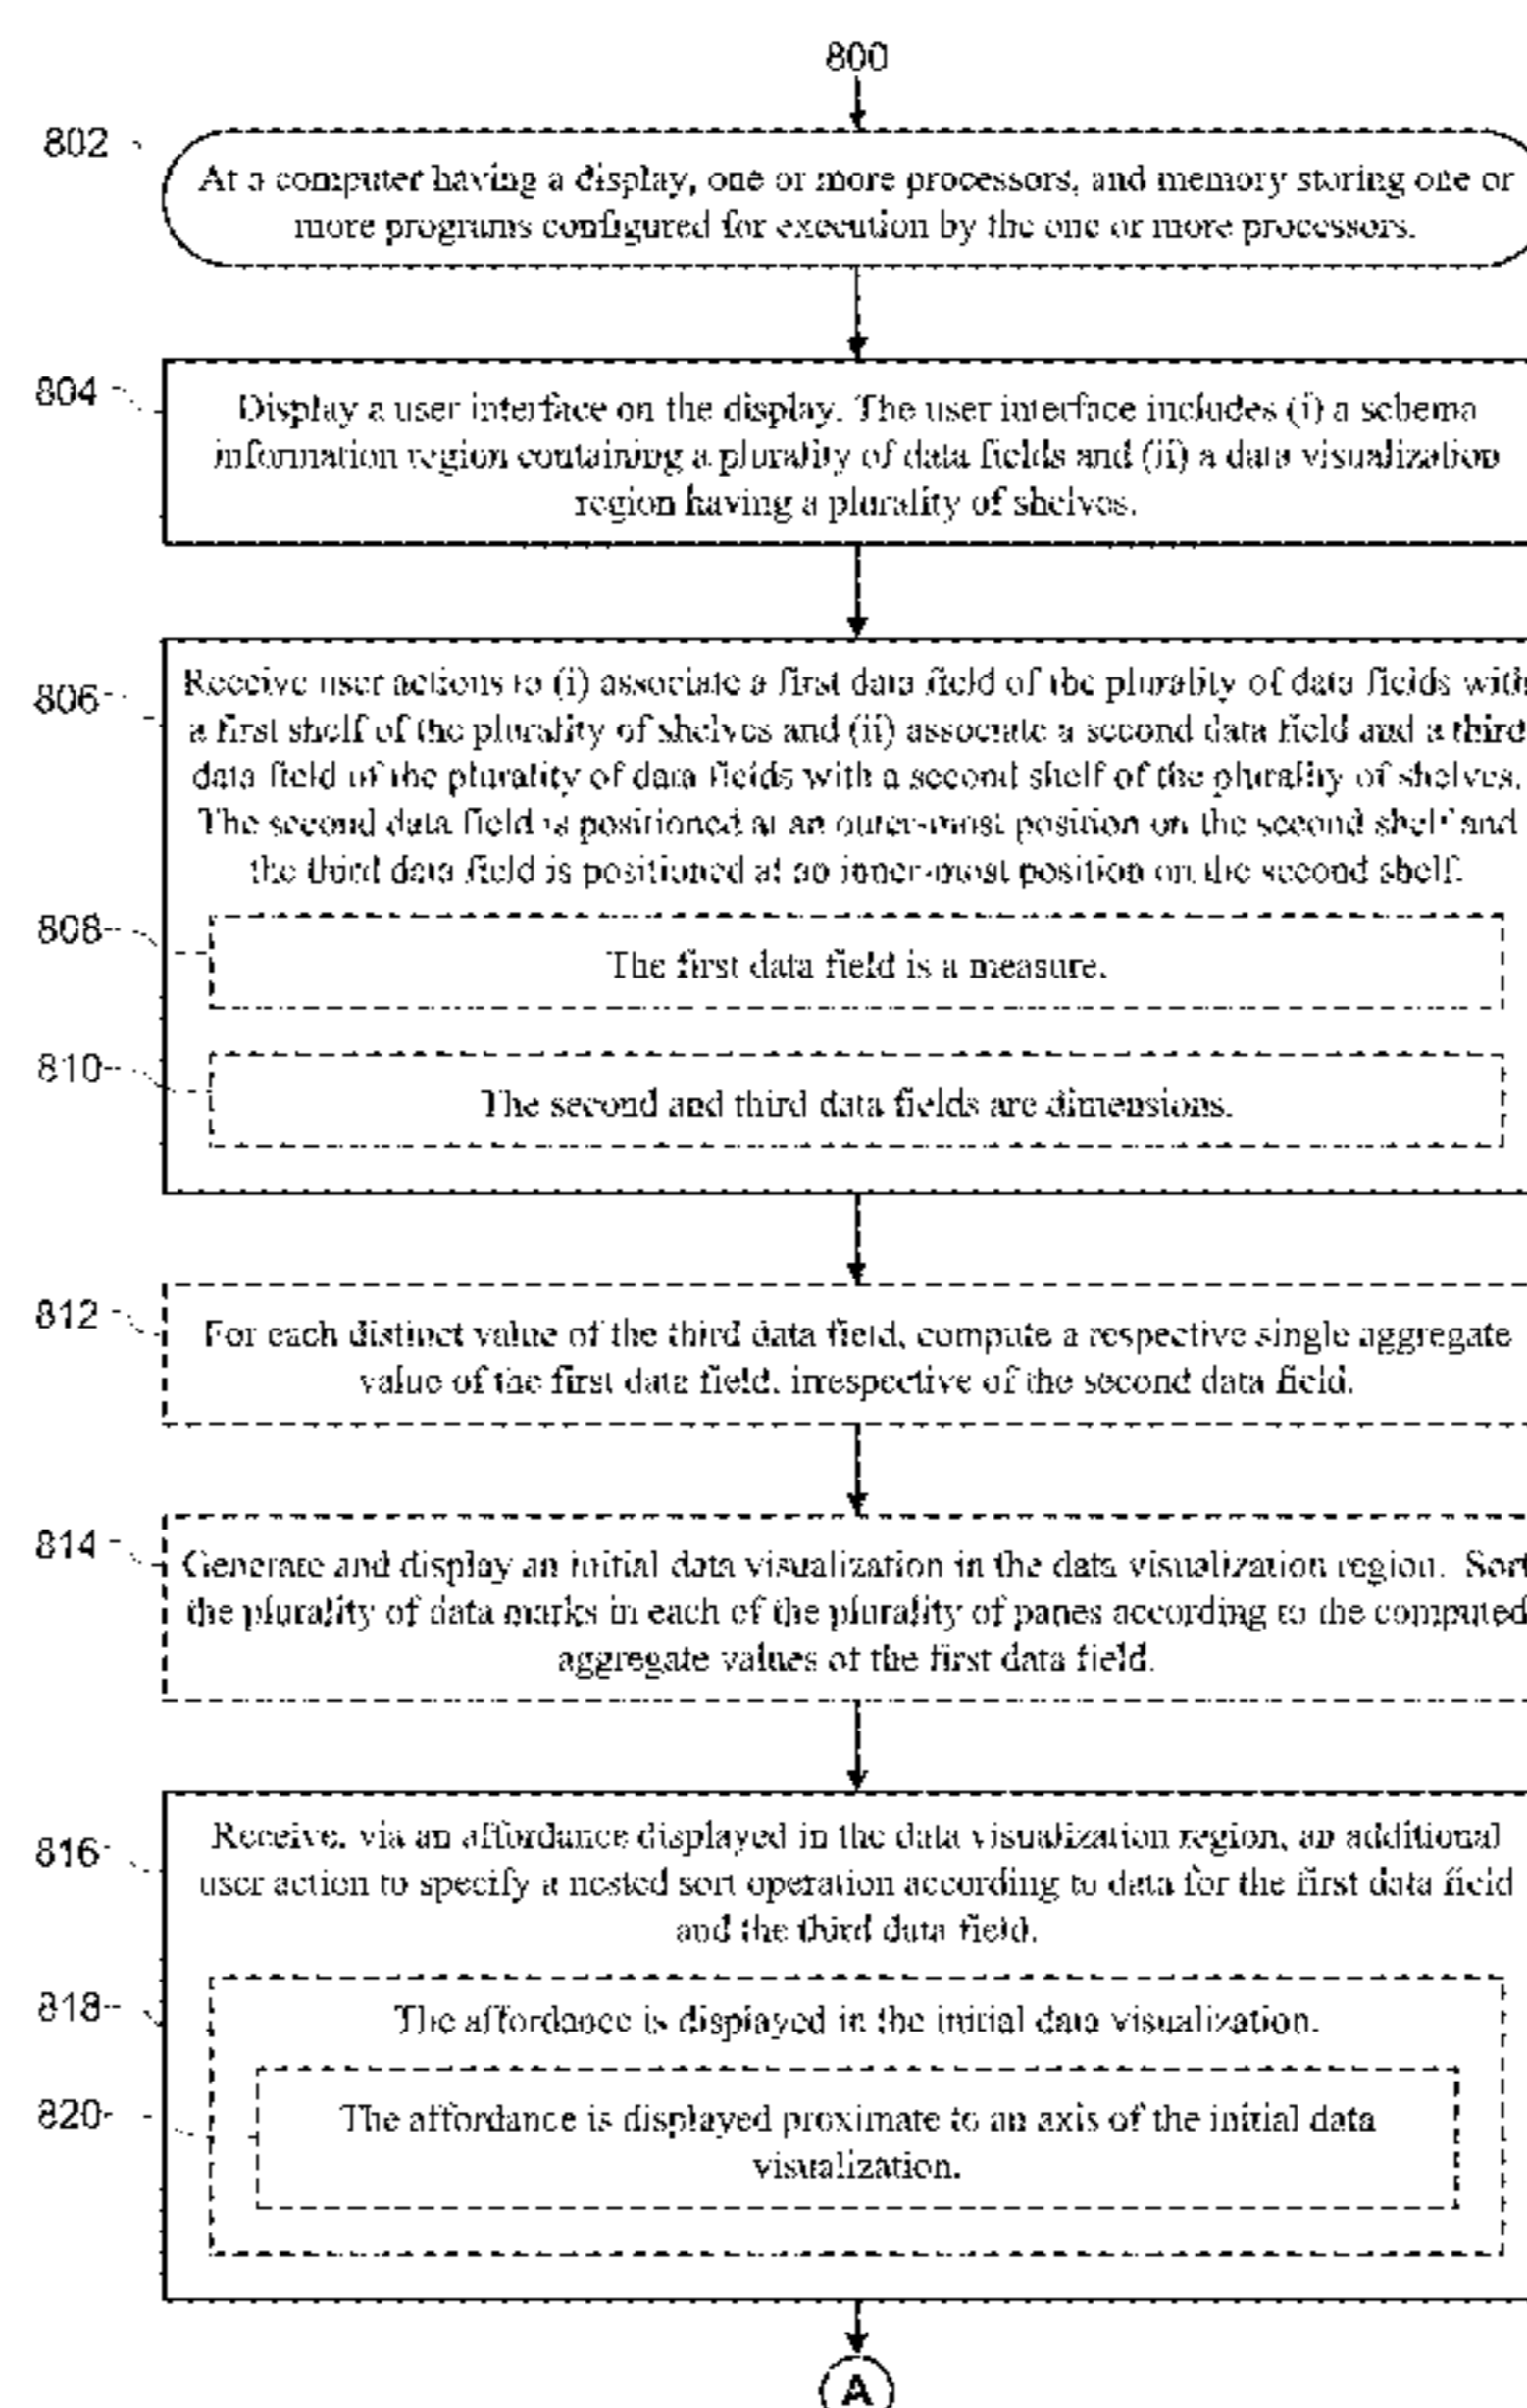 800
802
At a computer having a display, one or more processors, and memory storing one or
more programs configured for execution by the one or more processors.
804
Display a user interface on the display. The user interface includes (i) a schema
information region containing a plurality of data fields and (ii) a data visualization
region having a plurality of shelves.
806
Receive user actions to (i) associate a first data field of the plurality of data fields with
a first shelf of the plurality of shelves and (ii) associate a second data field and a third
data field of the plurality of data fields with a second shelf of the plurality of shelves.
The second data field is positioned at an outer-most position on the second shelf and
the third data field is positioned at an inner-most position on the second shelf.
808
The first data field is a measure.
810
The second and third data fields are dimensions.
812
For each distinct value of the third data field, compute a respective single aggregate
value of the first data field, irrespective of the second data field.
814
Generate and display an initial data visualization in the data visualization region. Sort
the plurality of data marks in each of the plurality of panes according to the computed
aggregate values of the first data field.
816
Receive, via an affordance displayed in the data visualization region, an additional
user action to specify a nested sort operation according to data for the first data field
and the third data field.
818
The affordance is displayed in the initial data visualization.
820
The affordance is displayed proximate to an axis of the initial data
visualization.
A